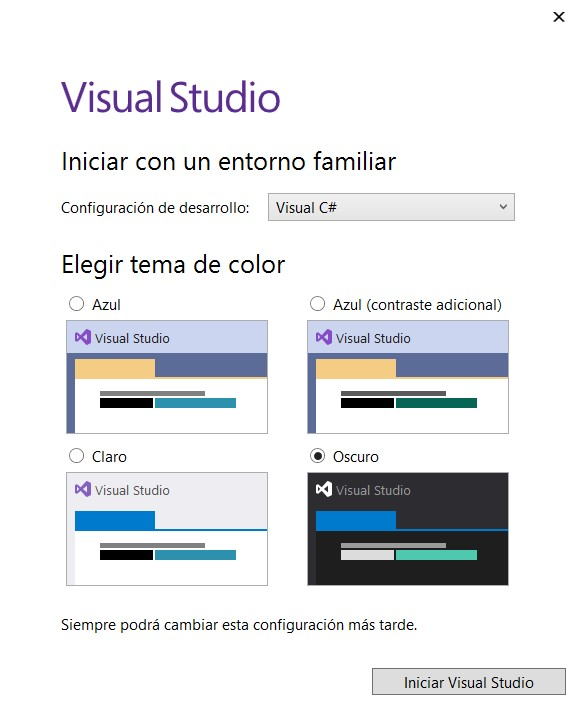 Visual Studio
Iniciar con un entorno familiar
Configuración de desarrollo: Visual C#
Elegir tema de color
Azul
Azul (contraste adicional)
Visual Studio
Visual Studio
Claro
Oscuro
Visual Studio
Visual Studio
Siempre podrá cambiar esta configuración más tarde.
Iniciar Visual Studio